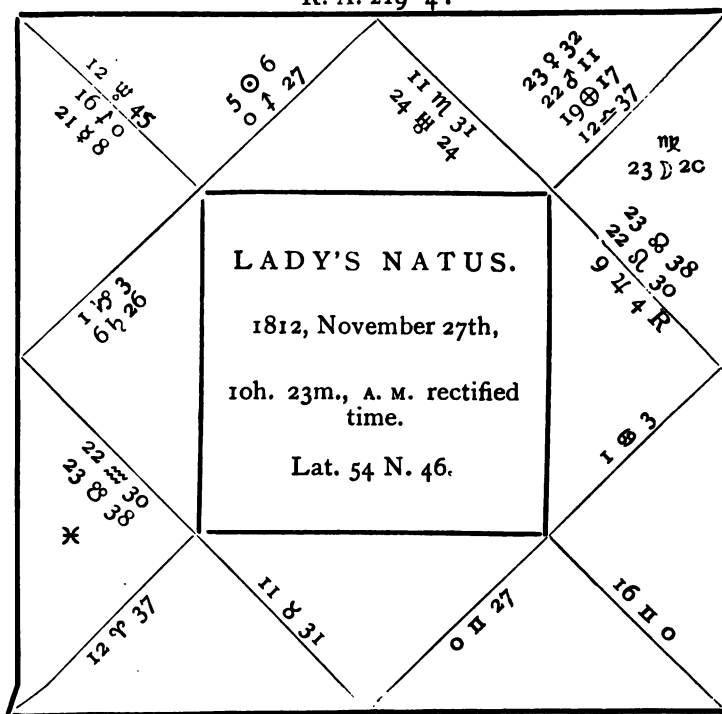 R. A. 219 4'.
12 ♆ 45
16 ♐ 0
21 ☿ 8
5 ☉ 6
0 ♐ 27
11 ♏ 31
24 ♅ 24
23 ♀ 32
22 ♂ 11
19 ⊕ 17
12 ♎ 37
♍
23 ☽ 20
23 ☊ 38
22 ♌ 30
9 ♃ 4 R
1 ♑ 3
6 ♄ 26
LADY'S NATUS.
1812, November 27th,
10h. 23m., A. M. rectified
time.
Lat. 54 N. 46.
1 ♋ 3
22 ♒ 30
23 ☋ 38
♓
12 ♈ 37
11 ♉ 31
0 ♊ 27
16 ♊ 0